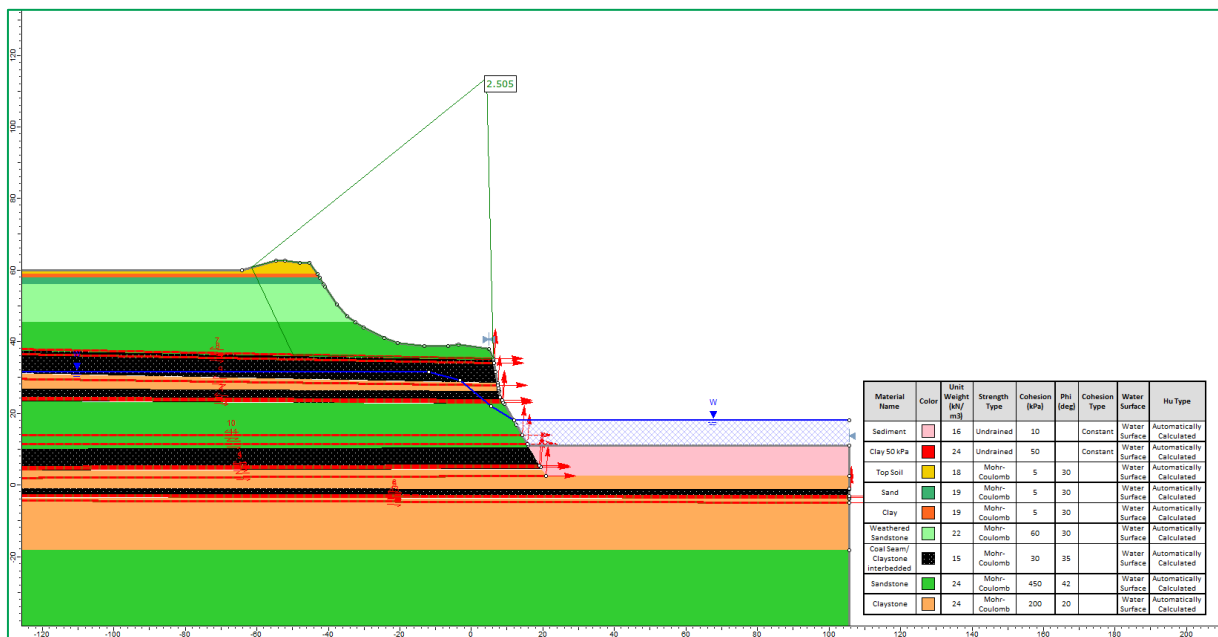 2.505
W
120
100
80
60
40
20
0
-20
-120 -100 -80 -60 -40 -20 0 20 40 60 80 100 120 140 160 180 200
10
Material Name Color Unit Weight (kN/ m3) Strength Type Cohesion (kPa) Phi (deg) Cohesion Type Water Surface Hu Type
Sediment 16 Undrained 10 Constant Water Surface Automatically Calculated
Clay 50 kPa 24 Undrained 50 Constant Water Surface Automatically Calculated
Top Soil 18 Mohr-Coulomb 5 30 Water Surface Automatically Calculated
Sand 19 Mohr-Coulomb 5 30 Water Surface Automatically Calculated
Clay 19 Mohr-Coulomb 5 30 Water Surface Automatically Calculated
Weathered Sandstone 22 Mohr-Coulomb 60 30 Water Surface Automatically Calculated
Coal Seam/ Claystone interbedded 15 Mohr-Coulomb 30 35 Water Surface Automatically Calculated
Sandstone 24 Mohr-Coulomb 450 42 Water Surface Automatically Calculated
Claystone 24 Mohr-Coulomb 200 20 Water Surface Automatically Calculated